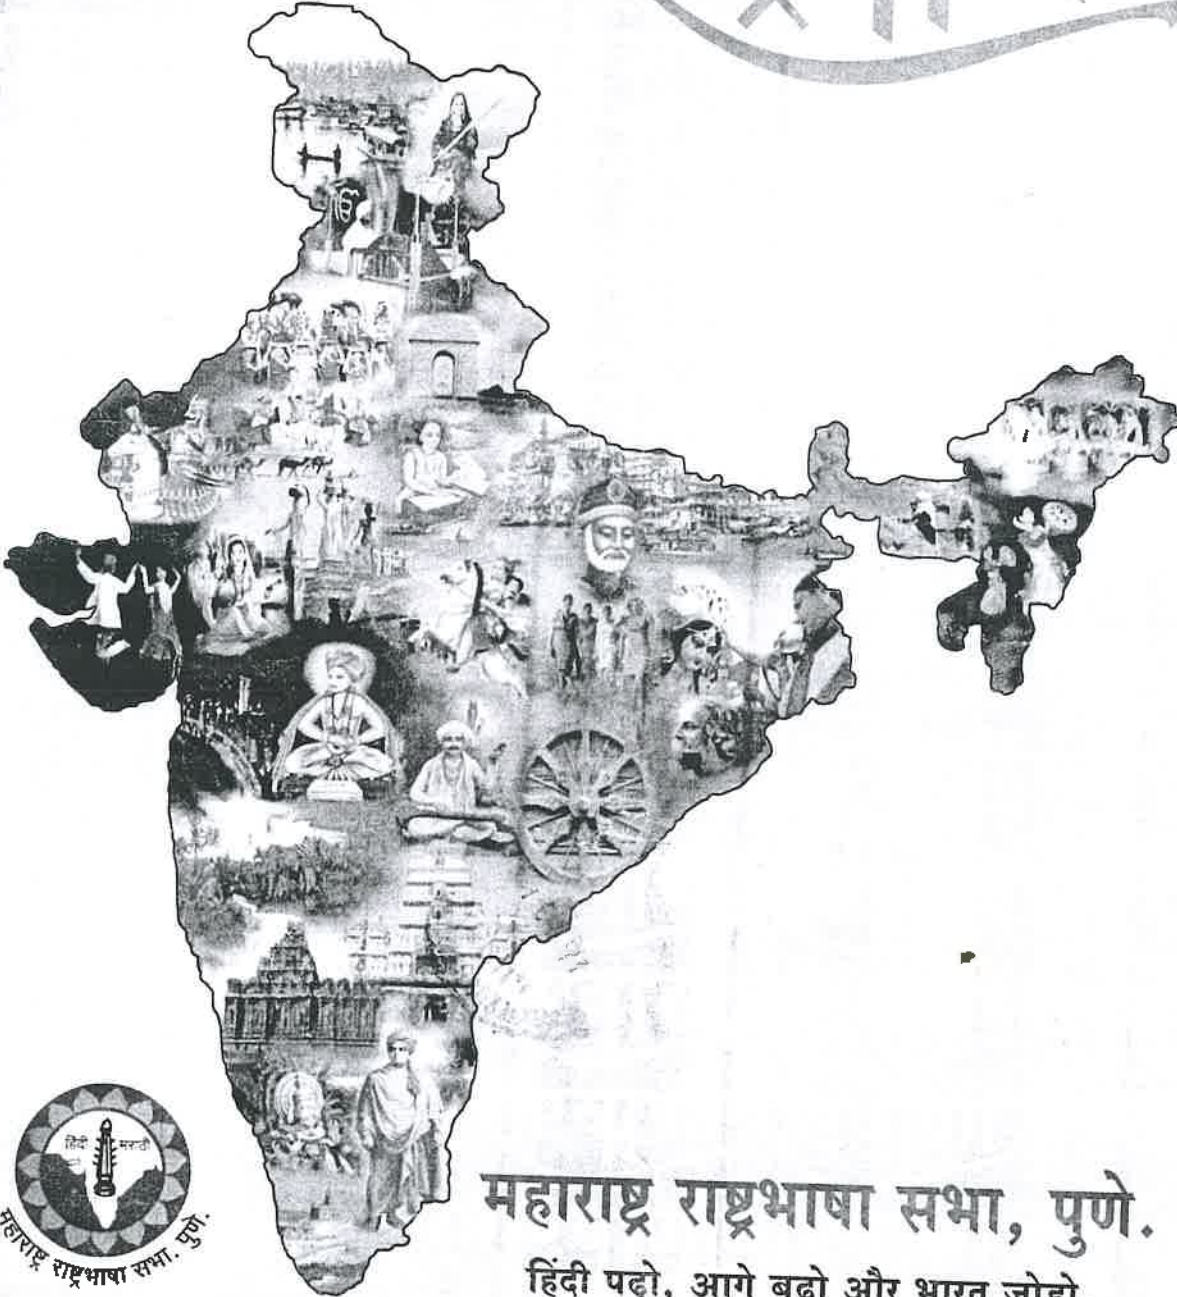 हिंदी
मराठी
महाराष्ट्र राष्ट्रभाषा सभा. पुणे.
महाराष्ट्र राष्ट्रभाषा सभा, पुणे.
हिंदी पढो, आगे बढो और भारत जोडो